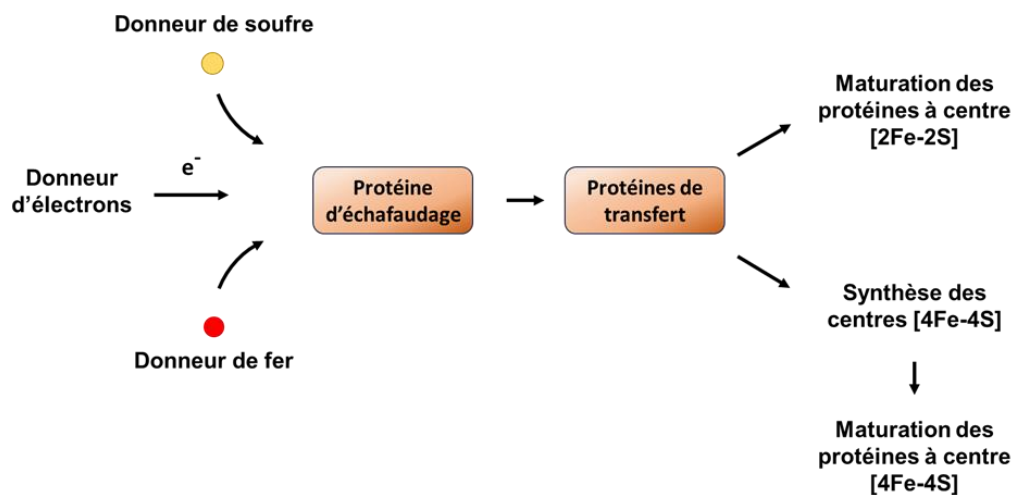 Donneur de soufre
Donneur
d'électrons
e⁻
Donneur de fer
Protéine
d'échafaudage
Protéines de
transfert
Maturation des
protéines à centre
[2Fe-2S]
Synthèse des
centres [4Fe-4S]
Maturation des
protéines à centre
[4Fe-4S]